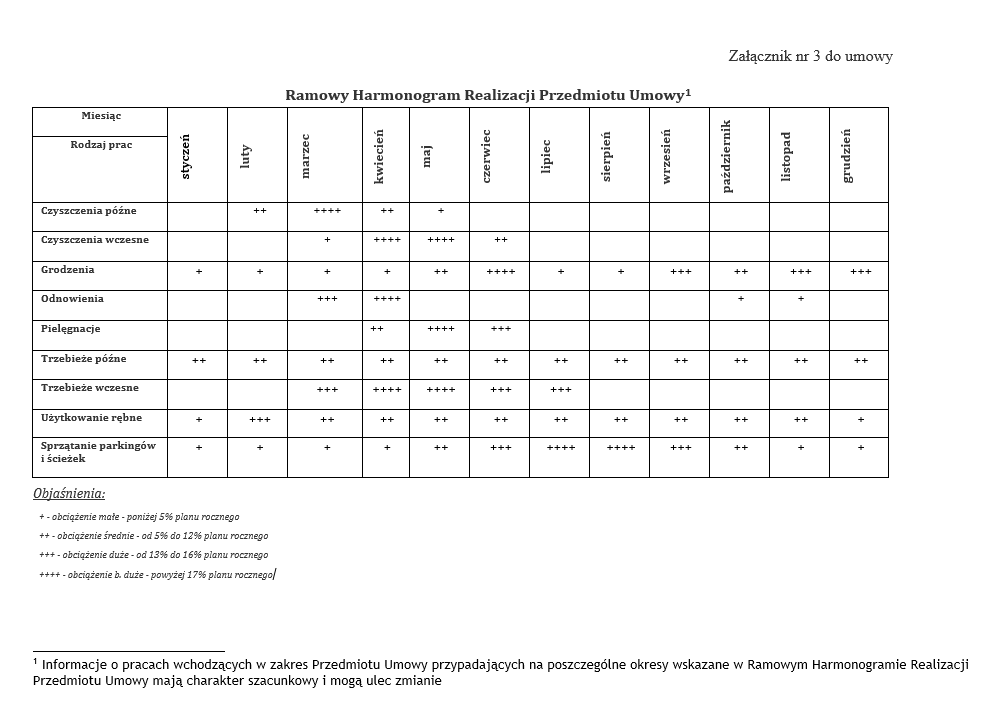 Załącznik nr 3 do umowy
Ramowy Harmonogram Realizacji Przedmiotu Umowy¹
Miesiąc
Rodzaj prac
styczeń luty marzec kwiecień maj czerwiec lipiec sierpień wrzesień październik listopad grudzień
Czyszczenia późne ++ ++++ ++ +
Czyszczenia wczesne + ++++ ++++ ++
Grodzenia + + + + ++ ++++ + + +++ ++ +++ +++
Odnowienia +++ ++++ + +
Pielęgnacje ++ ++++ +++
Trzebieże późne ++ ++ ++ ++ ++ ++ ++ ++ ++ ++ ++ ++
Trzebieże wczesne +++ ++++ ++++ +++ +++
Użytkowanie rębne + +++ ++ ++ ++ ++ ++ ++ ++ ++ ++ +
Sprzątanie parkingów + + + + ++ +++ ++++ ++++ +++ ++ + +
i ścieżek
Objaśnienia:
+ - obciążenie małe - poniżej 5% planu rocznego
++ - obciążenie średnie - od 5% do 12% planu rocznego
+++ - obciążenie duże - od 13% do 16% planu rocznego
++++ - obciążenie b. duże - powyżej 17% planu rocznego/
¹ Informacje o pracach wchodzących w zakres Przedmiotu Umowy przypadających na poszczególne okresy wskazane w Ramowym Harmonogramie Realizacji
Przedmiotu Umowy mają charakter szacunkowy i mogą ulec zmianie